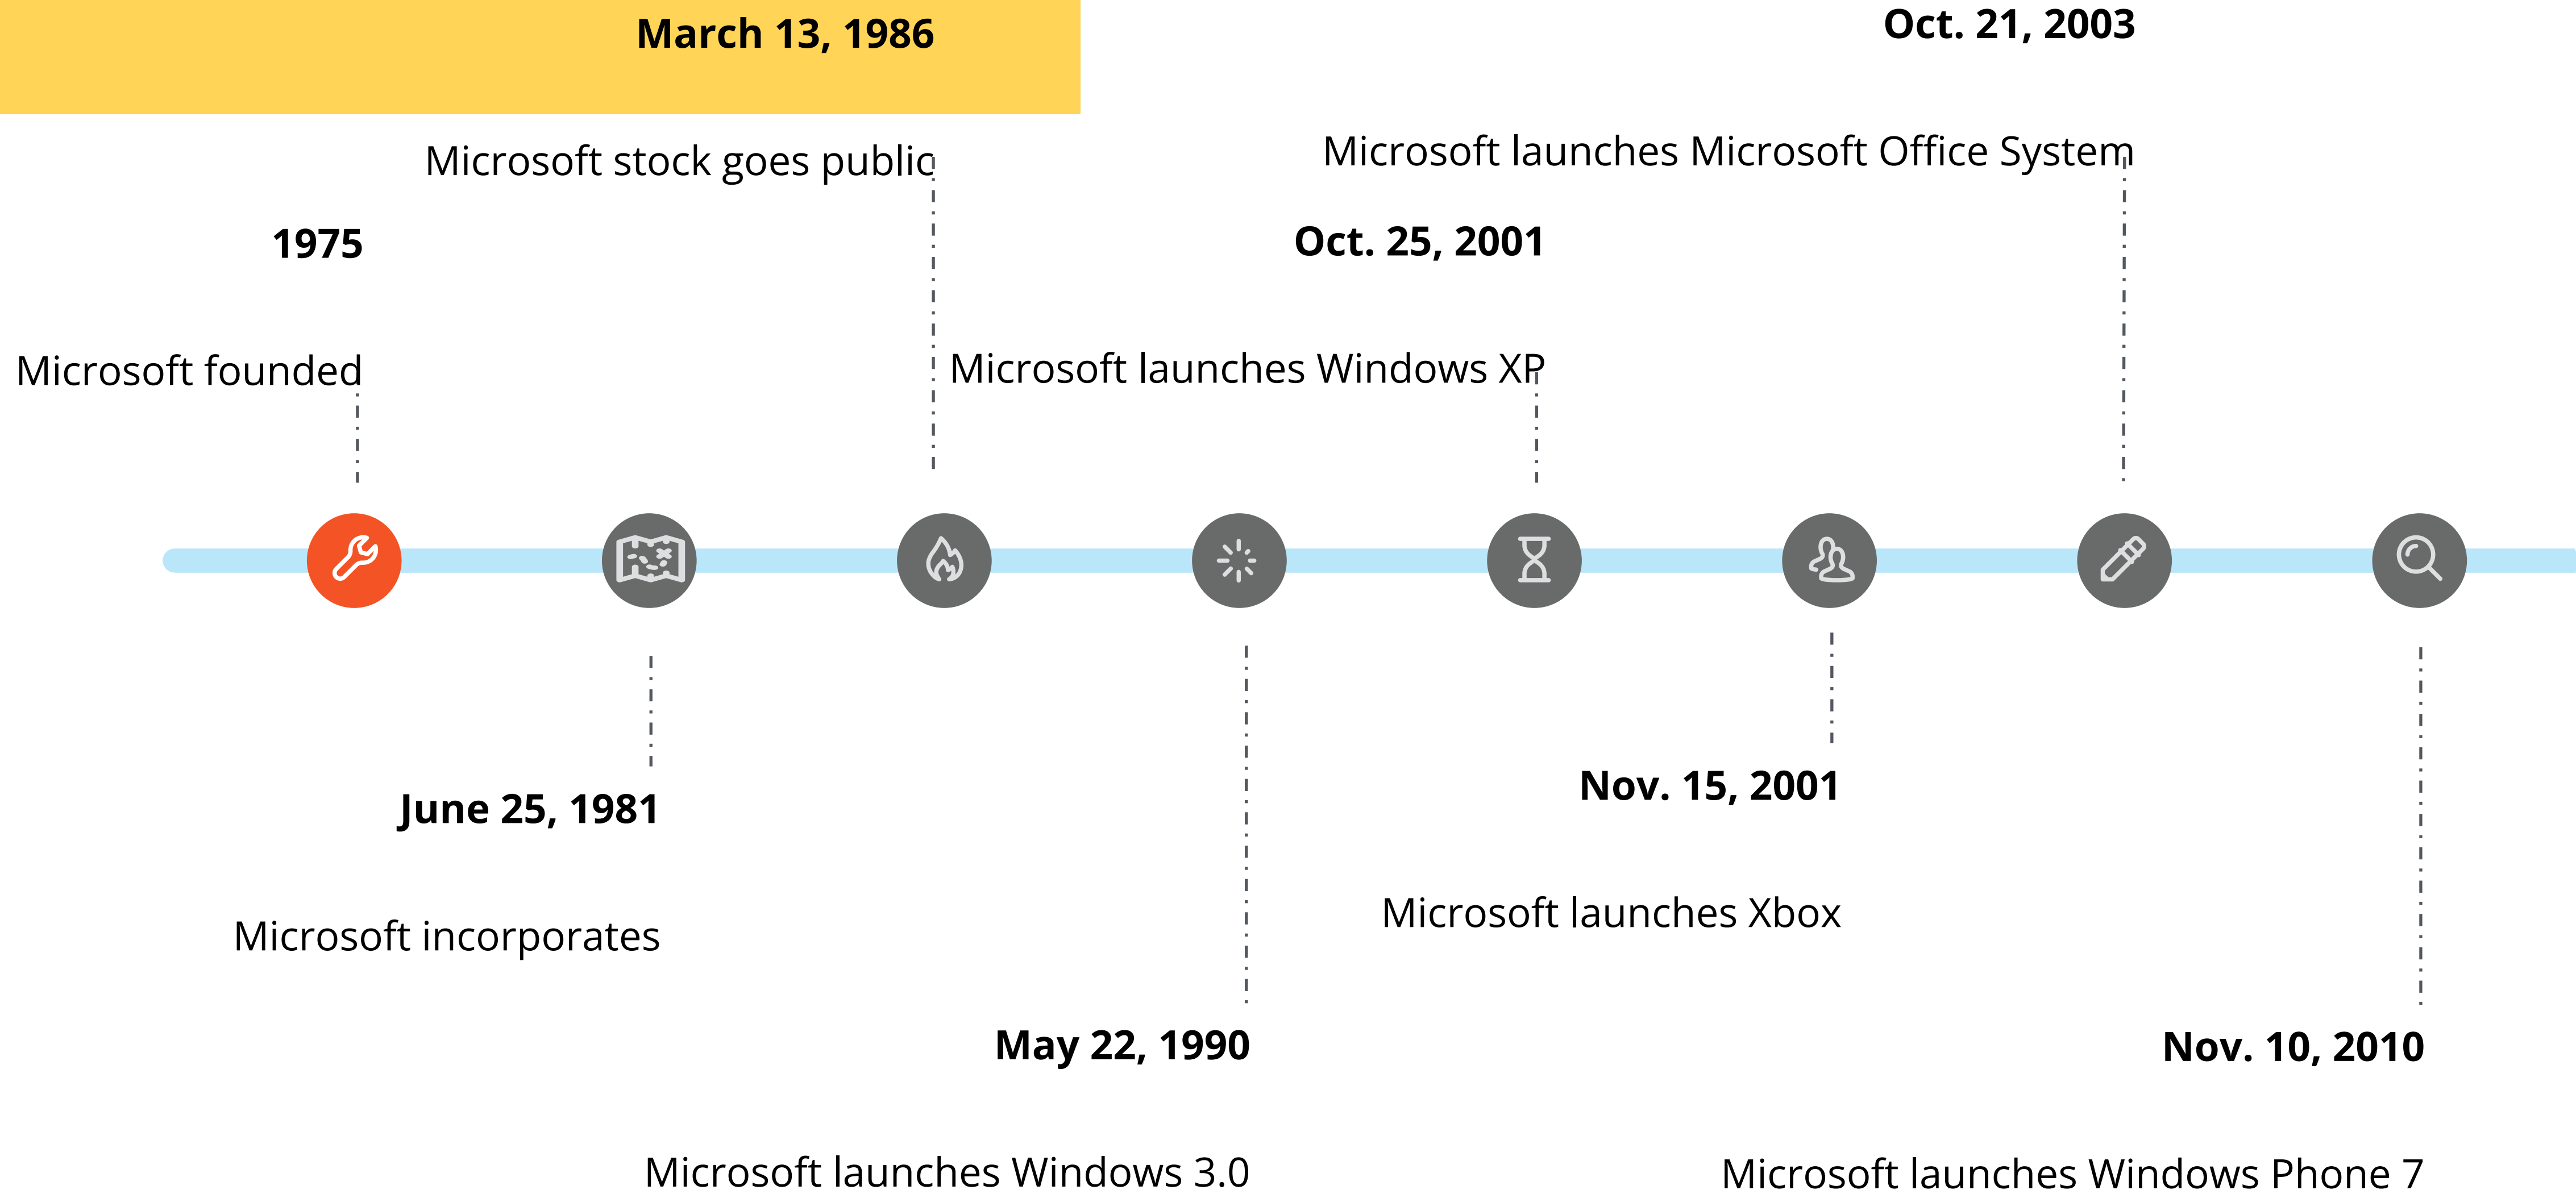 March 13, 1986
Microsoft stock goes public
Oct. 21, 2003
Microsoft launches Microsoft Office System
1975
Microsoft founded
Oct. 25, 2001
Microsoft launches Windows XP
June 25, 1981
Microsoft incorporates
Nov. 15, 2001
Microsoft launches Xbox
May 22, 1990
Microsoft launches Windows 3.0
Nov. 10, 2010
Microsoft launches Windows Phone 7